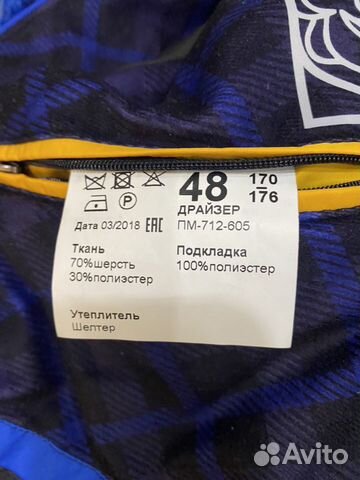 48 170
176
ДРАЙЗЕР
Дата 03/2018 EAC ПМ-712-605
Ткань
70%шерсть
30%полиэстер
Подкладка
100%полиэстер
Утеплитель
Шелтер
Avito